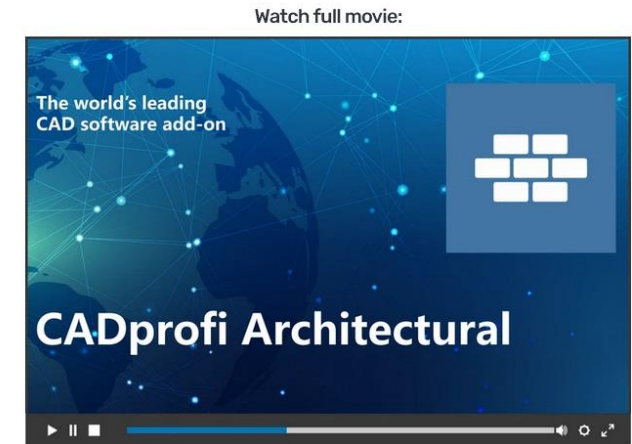 Watch full movie:
The world's leading
CAD software add-on
CADprofi Architectural